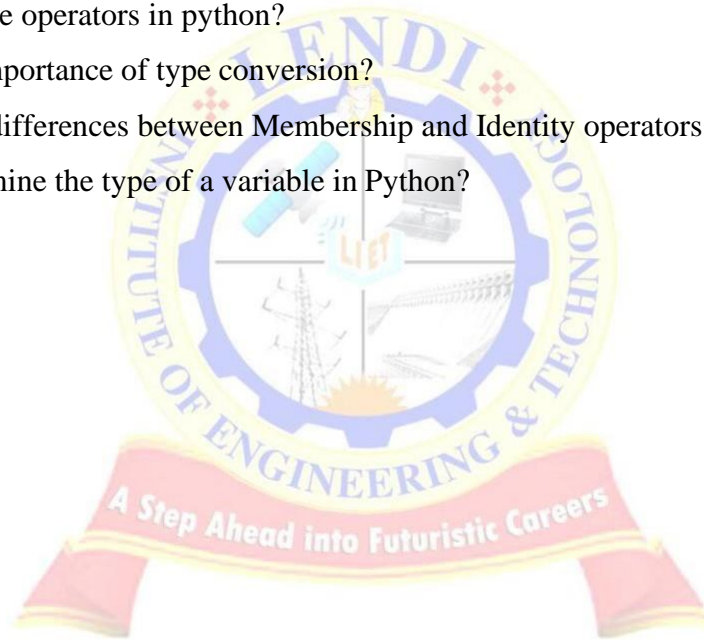 e operators in python?
nportance of type conversion?
differences between Membership and Identity operators
nine the type of a variable in Python?
LENDI INSTITUTE OF ENGINEERING & TECHNOLOGY
LIET
A Step Ahead into Futuristic Careers